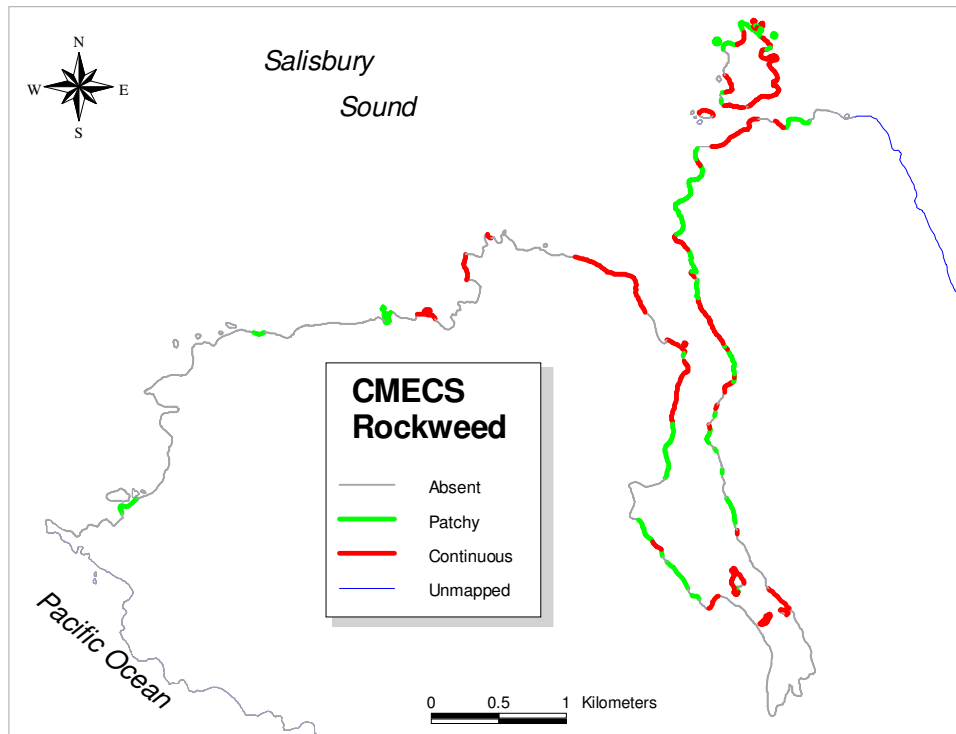 N
W E
S
Salisbury
Sound
CMECS
Rockweed
Absent
Patchy
Continuous
Unmapped
Pacific Ocean
0 0.5 1 Kilometers